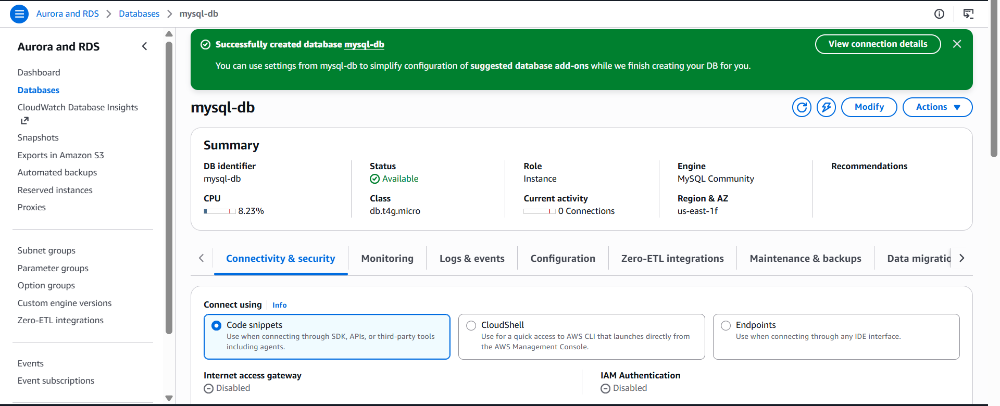 Aurora and RDS > Databases > mysql-db
Aurora and RDS
Dashboard
Databases
CloudWatch Database Insights
Snapshots
Exports in Amazon S3
Automated backups
Reserved instances
Proxies
Subnet groups
Parameter groups
Option groups
Custom engine versions
Zero-ETL integrations
Events
Event subscriptions
Successfully created database mysql-db
View connection details
You can use settings from mysql-db to simplify configuration of suggested database add-ons while we finish creating your DB for you.
mysql-db
Modify
Actions
Summary
DB identifier
mysql-db
CPU
8.23%
Status
Available
Class
db.t4g.micro
Role
Instance
Current activity
0 Connections
Engine
MySQL Community
Region & AZ
us-east-1f
Recommendations
Connectivity & security
Monitoring
Logs & events
Configuration
Zero-ETL integrations
Maintenance & backups
Data migratio
Connect using
Info
Code snippets
Use when connecting through SDK, APIs, or third-party tools
including agents.
CloudShell
Use for a quick access to AWS CLI that launches directly from
the AWS Management Console.
Endpoints
Use when connecting through any IDE interface.
Internet access gateway
Disabled
IAM Authentication
Disabled